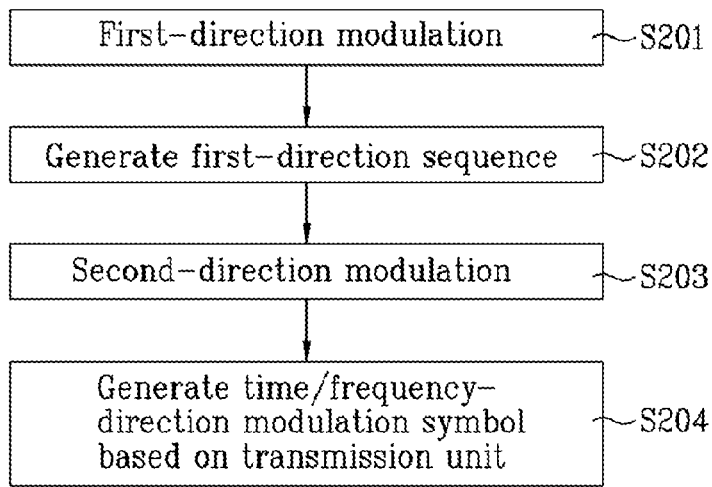 First-direction modulation
S201
Generate first-direction sequence
S202
Second-direction modulation
S203
Generate time/frequency-
direction modulation symbol
based on transmission unit
S204